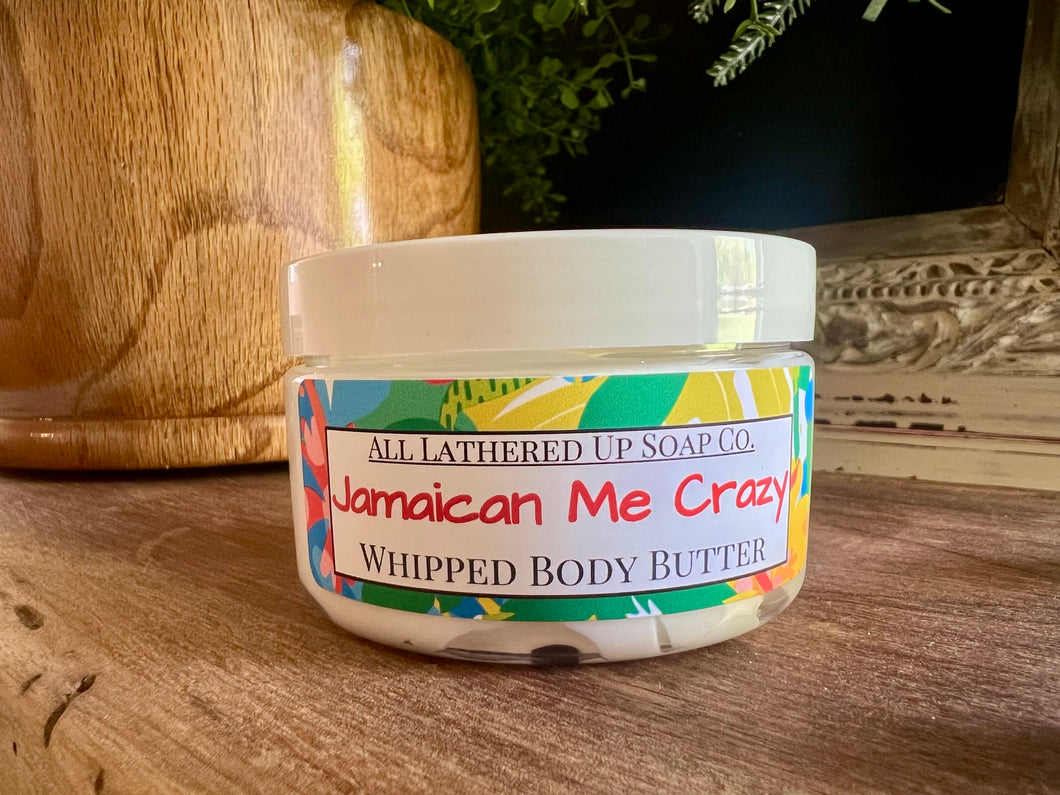 All Lathered Up Soap Co.
Jamaican Me Crazy
Whipped Body Butter